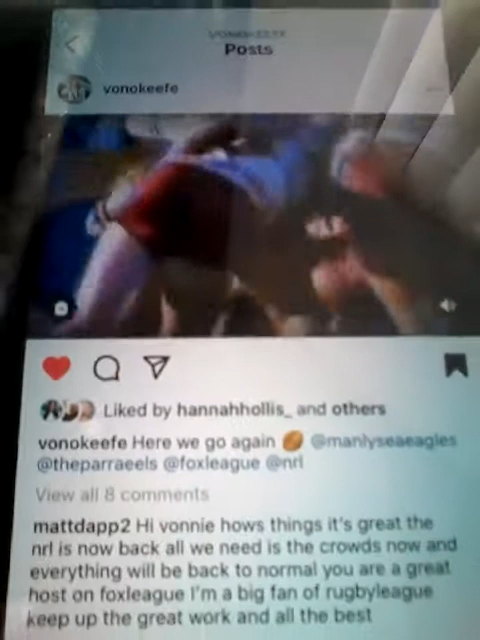 VONOKEEFE
Posts
vonokeefe
Liked by hannahhollis_ and others
vonokeefe Here we go again 🏉 @manlyseaeagles
@theparraeels @foxleague @nrl
View all 8 comments
mattdapp2 Hi vonnie hows things it's great the
nrl is now back all we need is the crowds now and
everything will be back to normal you are a great
host on foxleague I'm a big fan of rugbyleague
keep up the great work and all the best